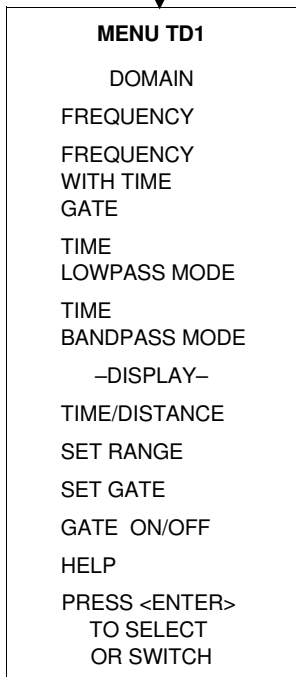 MENU TD1
DOMAIN
FREQUENCY
FREQUENCY
WITH TIME
GATE
TIME
LOWPASS MODE
TIME
BANDPASS MODE
–DISPLAY–
TIME/DISTANCE
SET RANGE
SET GATE
GATE ON/OFF
HELP
PRESS <ENTER>
TO SELECT
OR SWITCH